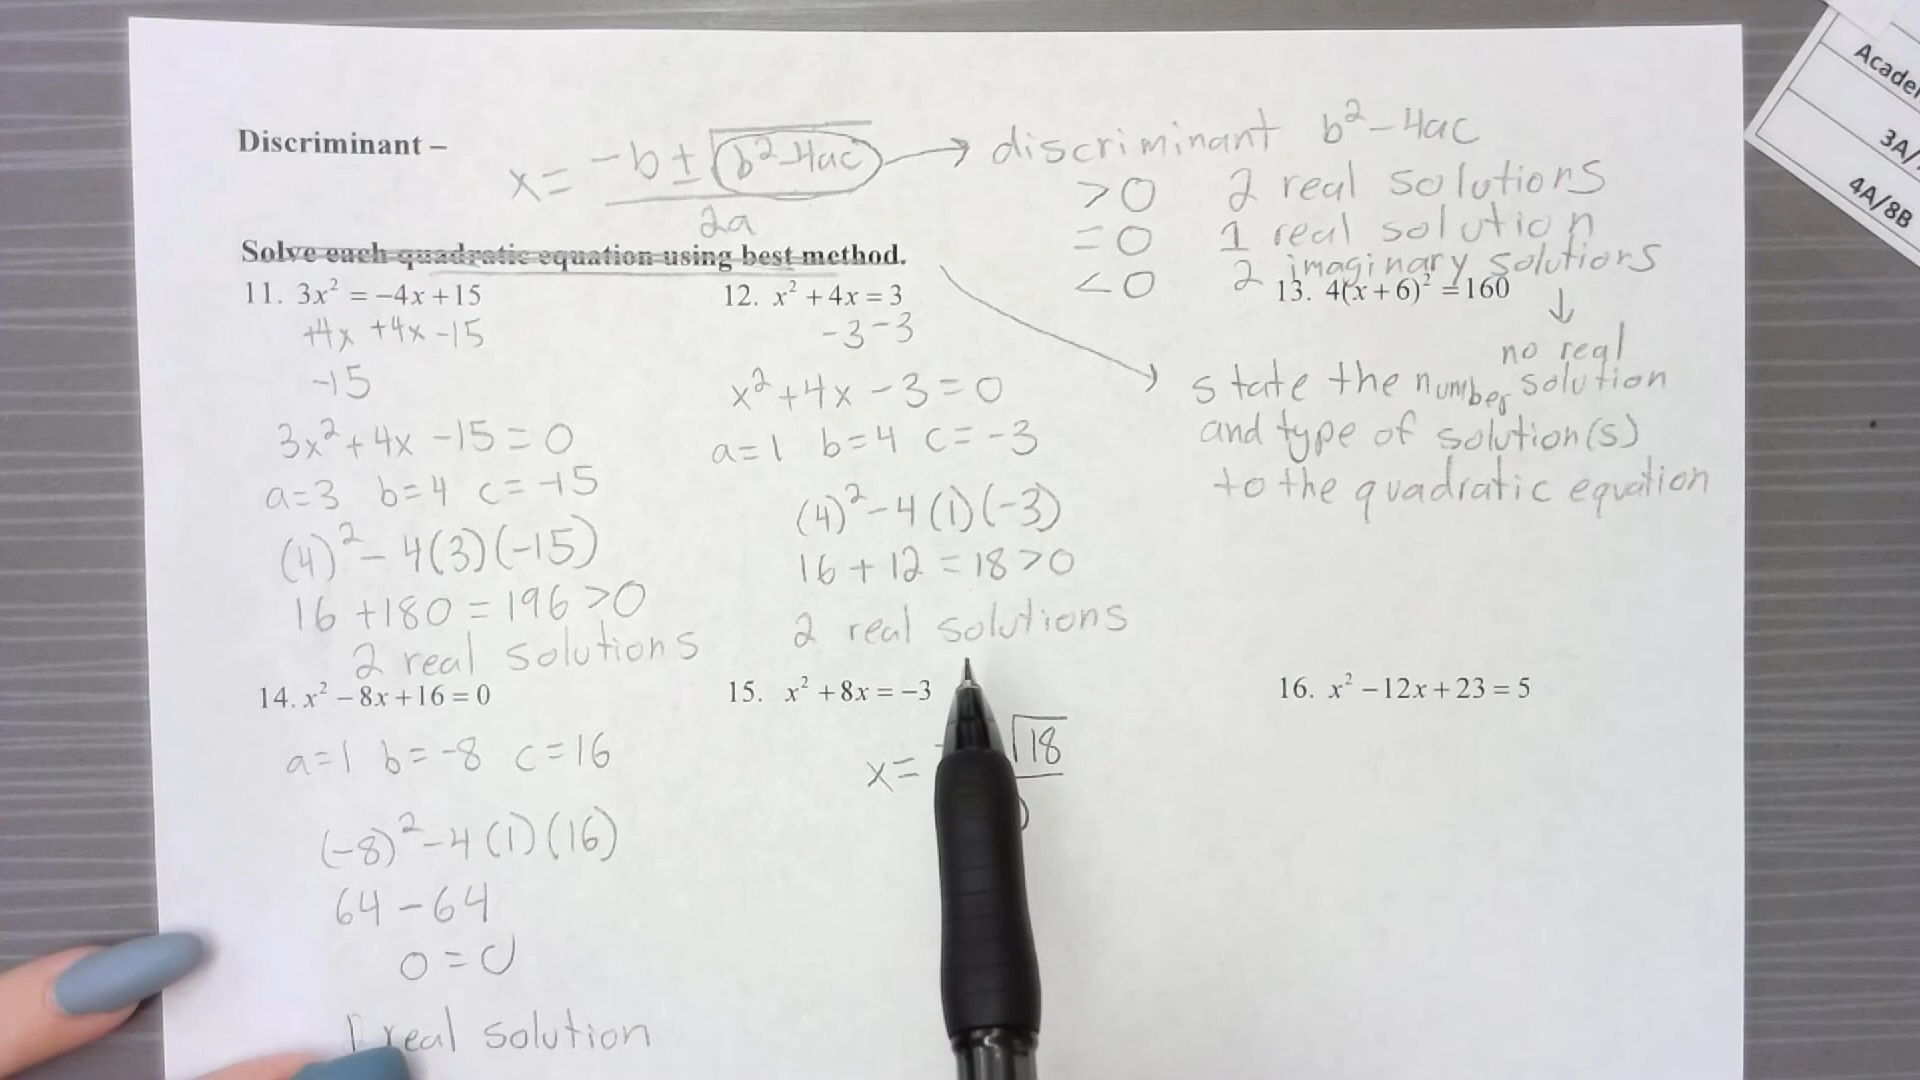 Discriminant – x = -b ± √(b² - 4ac) / 2a → discriminant b² - 4ac
> 0 2 real solutions
= 0 1 real solution
< 0 2 imaginary solutions
↓
no real solution
Solve each quadratic equation using best method.
→ state the number
and type of solution(s)
to the quadratic equation
11. 3x² = −4x + 15
+4x +4x -15
-15
3x² + 4x - 15 = 0
a=3 b=4 c=-15
(4)² - 4(3)(-15)
16 + 180 = 196 > 0
2 real solutions
12. x² + 4x = 3
-3 -3
x² + 4x - 3 = 0
a=1 b=4 c=-3
(4)² - 4(1)(-3)
16 + 12 = 18 > 0
2 real solutions
13. 4(x + 6)² = 160
14. x² − 8x + 16 = 0
a=1 b=-8 c=16
(-8)² - 4(1)(16)
64 - 64
0 = 0
1 real solution
15. x² + 8x = −3
x = √18
16. x² − 12x + 23 = 5
3A/
4A/8B